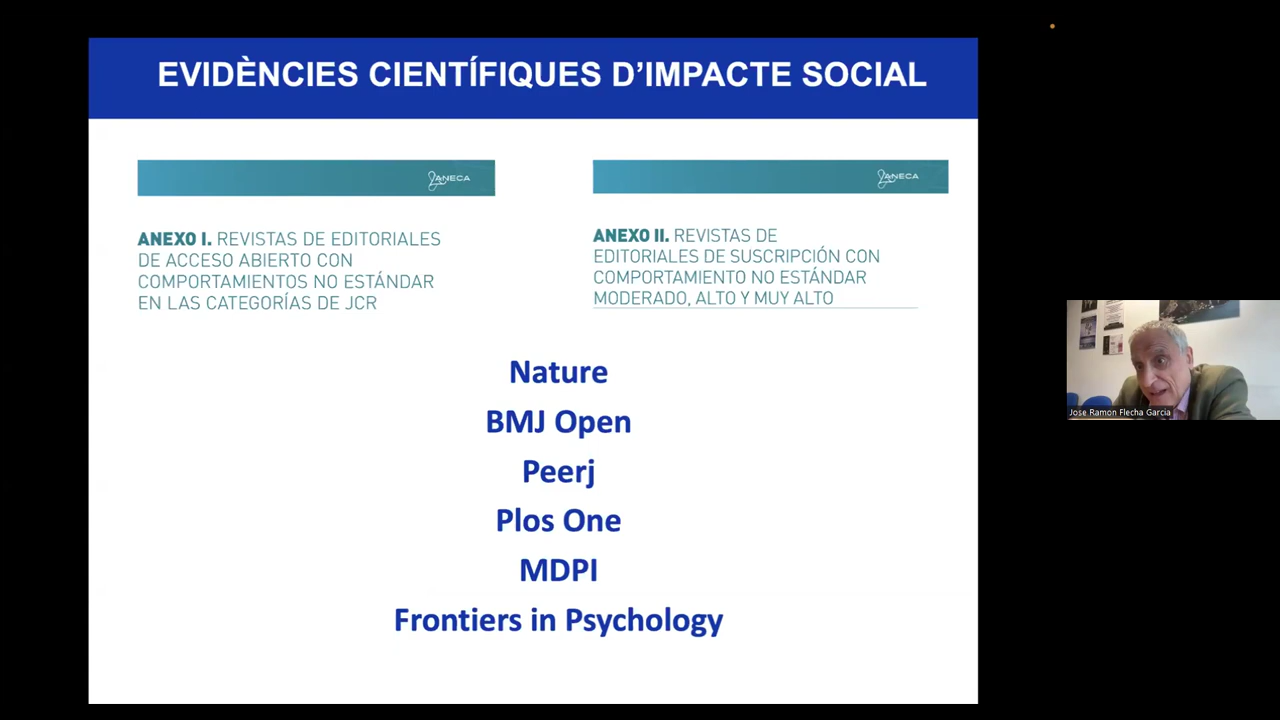 EVIDÈNCIES CIENTÍFIQUES D'IMPACTE SOCIAL
ANECA
ANEXO I. REVISTAS DE EDITORIALES
DE ACCESO ABIERTO CON
COMPORTAMIENTOS NO ESTÁNDAR
EN LAS CATEGORÍAS DE JCR
ANECA
ANEXO II. REVISTAS DE
EDITORIALES DE SUSCRIPCIÓN CON
COMPORTAMIENTO NO ESTÁNDAR
MODERADO, ALTO Y MUY ALTO
Nature
BMJ Open
Peerj
Plos One
MDPI
Frontiers in Psychology
Jose Ramon Flecha Garcia